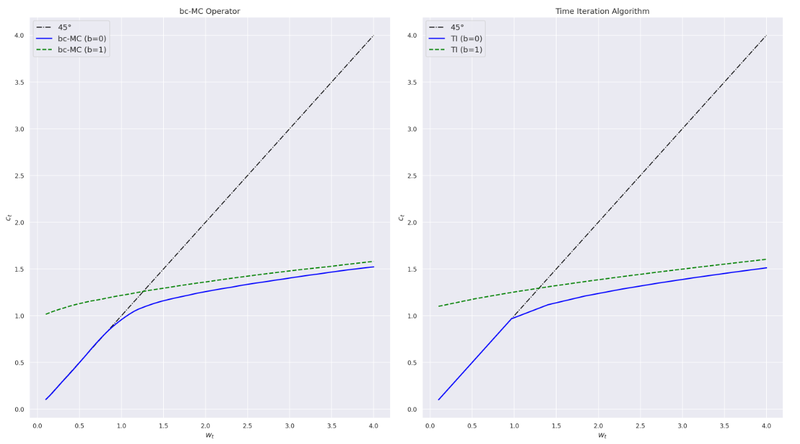 bc-MC Operator
45°
bc-MC (b=0)
bc-MC (b=1)
4.0
3.5
3.0
2.5
2.0
1.5
1.0
0.5
0.0
c_t
0.0 0.5 1.0 1.5 2.0 2.5 3.0 3.5 4.0
w_t
Time Iteration Algorithm
45°
TI (b=0)
TI (b=1)
4.0
3.5
3.0
2.5
2.0
1.5
1.0
0.5
0.0
c_t
0.0 0.5 1.0 1.5 2.0 2.5 3.0 3.5 4.0
w_t